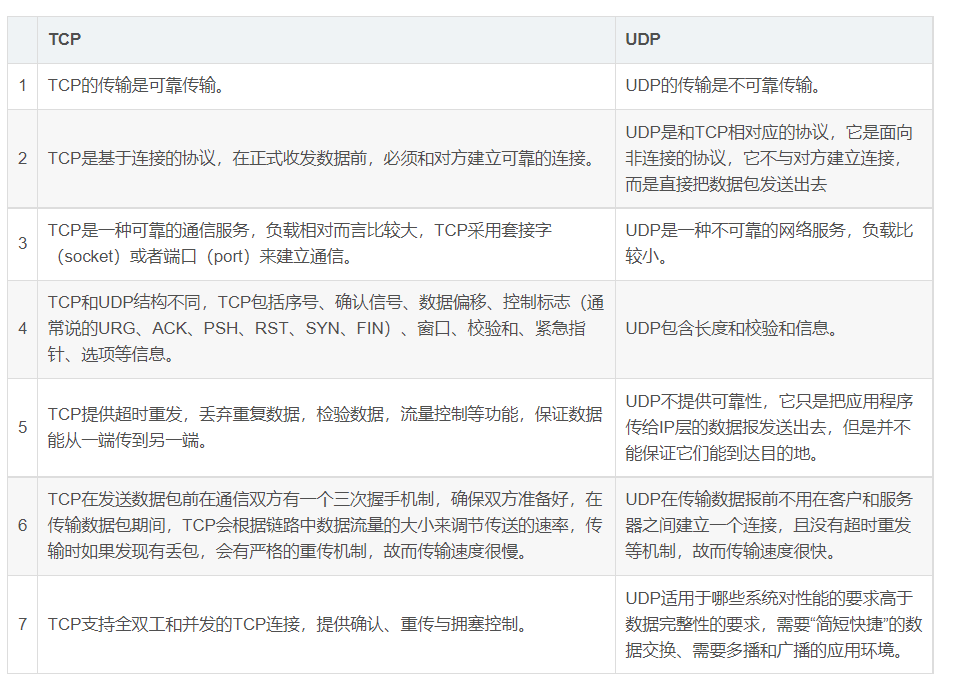 TCP
UDP
1
TCP的传输是可靠传输。
UDP的传输是不可靠传输。
2
TCP是基于连接的协议，在正式收发数据前，必须和对方建立可靠的连接。
UDP是和TCP相对应的协议，它是面向
非连接的协议，它不与对方建立连接，
而是直接把数据包发送出去
3
TCP是一种可靠的通信服务，负载相对而言比较大，TCP采用套接字
（socket）或者端口（port）来建立通信。
UDP是一种不可靠的网络服务，负载比
较小。
4
TCP和UDP结构不同，TCP包括序号、确认信号、数据偏移、控制标志（通
常说的URG、ACK、PSH、RST、SYN、FIN）、窗口、校验和、紧急指
针、选项等信息。
UDP包含长度和校验和信息。
5
TCP提供超时重发，丢弃重复数据，检验数据，流量控制等功能，保证数据
能从一端传到另一端。
UDP不提供可靠性，它只是把应用程序
传给IP层的数据报发送出去，但是并不
能保证它们能到达目的地。
6
TCP在发送数据包前在通信双方有一个三次握手机制，确保双方准备好，在
传输数据包期间，TCP会根据链路中数据流量的大小来调节传送的速率，传
输时如果发现有丢包，会有严格的重传机制，故而传输速度很慢。
UDP在传输数据报前不用在客户和服务
器之间建立一个连接，且没有超时重发
等机制，故而传输速度很快。
7
TCP支持全双工和并发的TCP连接，提供确认、重传与拥塞控制。
UDP适用于哪些系统对性能的要求高于
数据完整性的要求，需要“简短快捷”的数
据交换、需要多播和广播的应用环境。